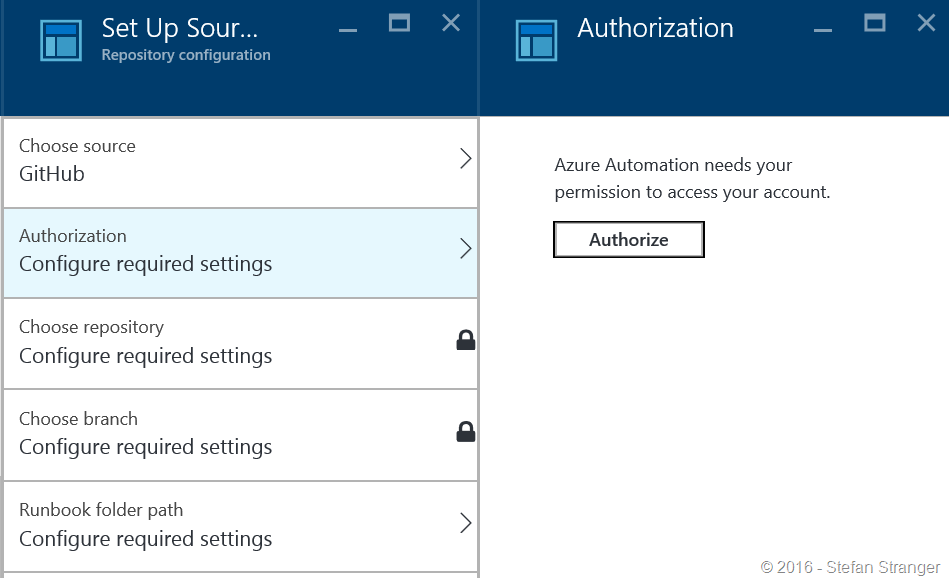 Set Up Sour...
Repository configuration
Choose source
GitHub
Authorization
Configure required settings
Choose repository
Configure required settings
Choose branch
Configure required settings
Runbook folder path
Configure required settings
Authorization
Azure Automation needs your
permission to access your account.
Authorize
© 2016 - Stefan Stranger